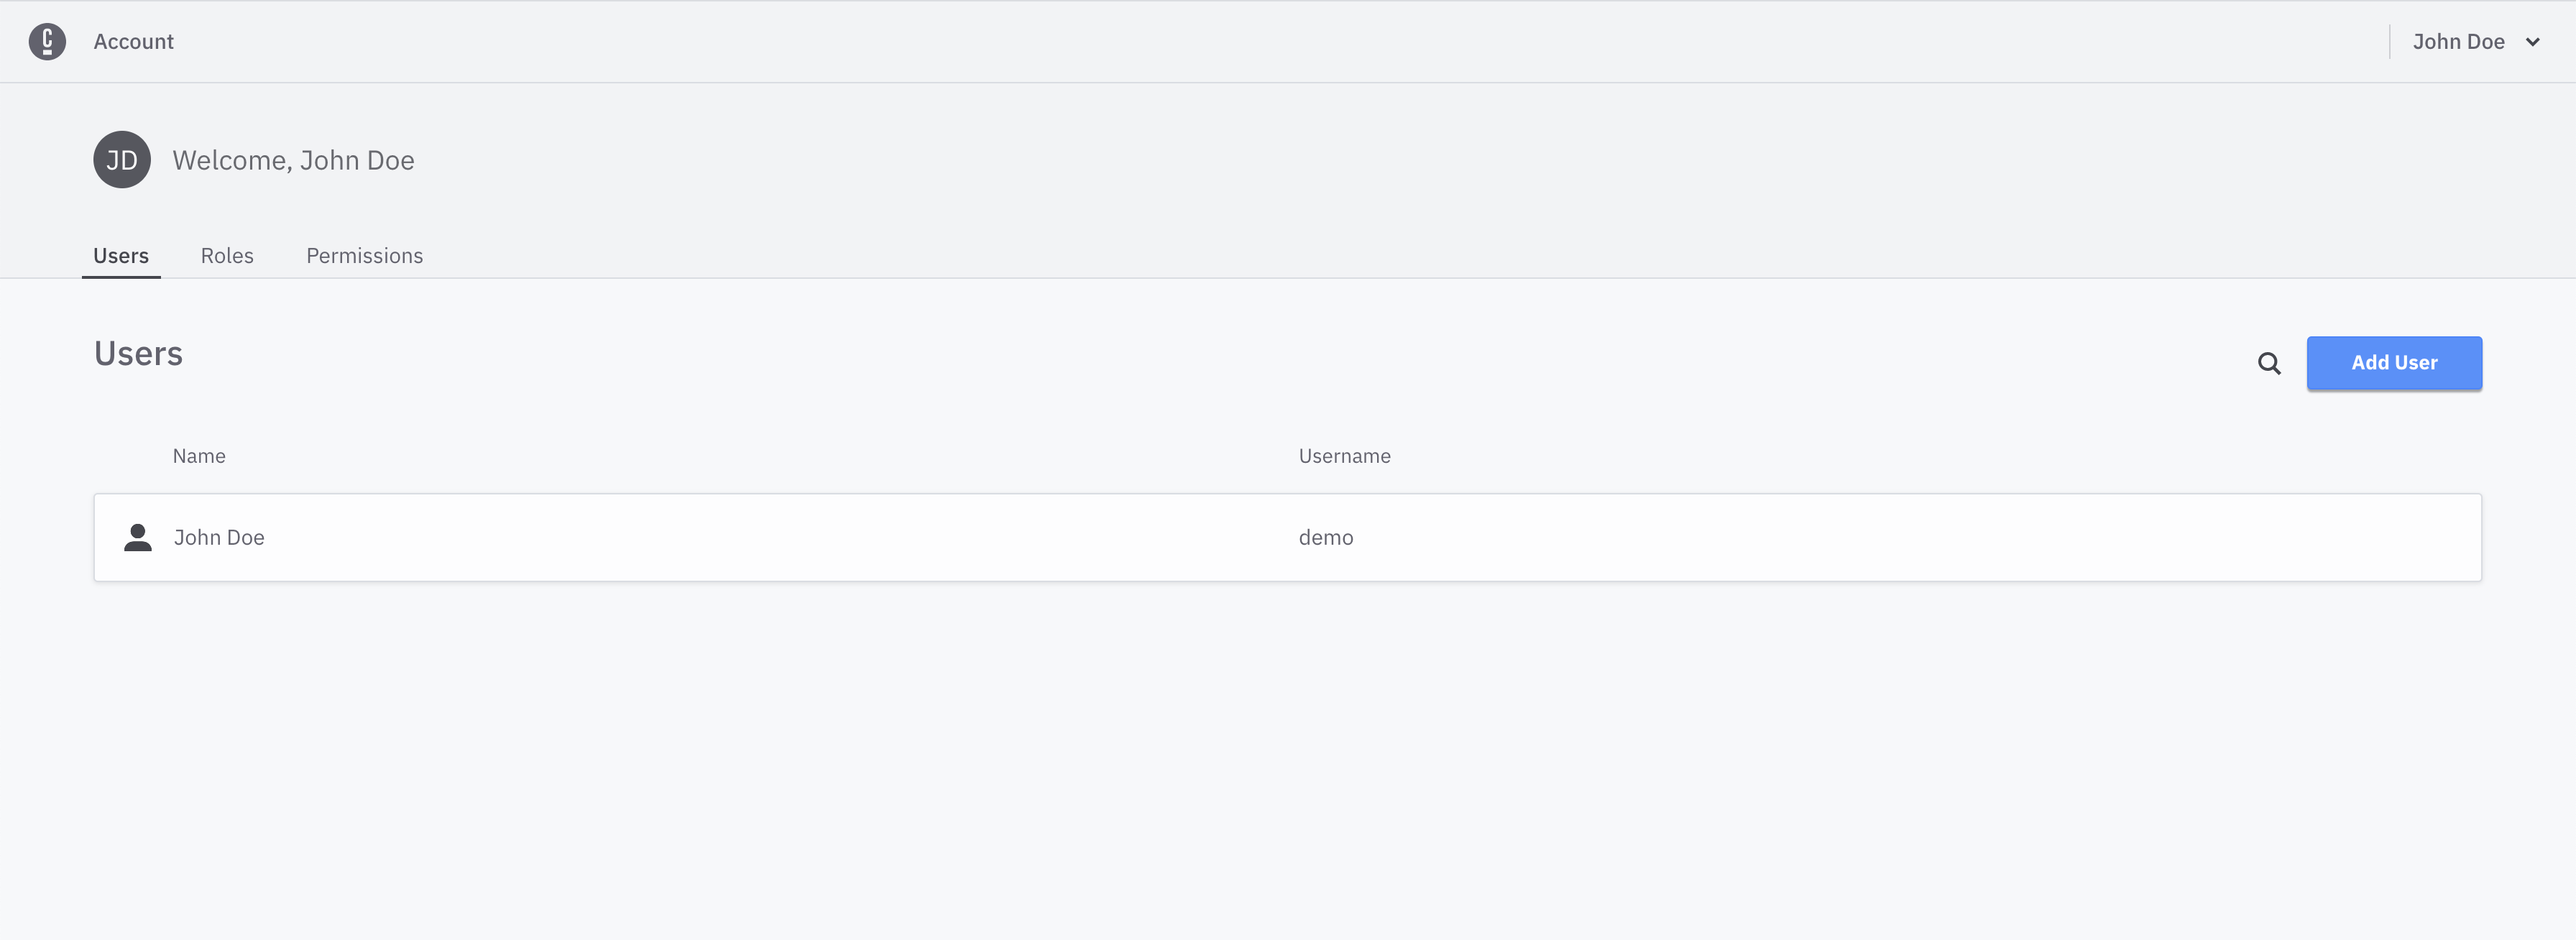 C Account John Doe
JD Welcome, John Doe
Users Roles Permissions
Users
Add User
Name Username
John Doe demo